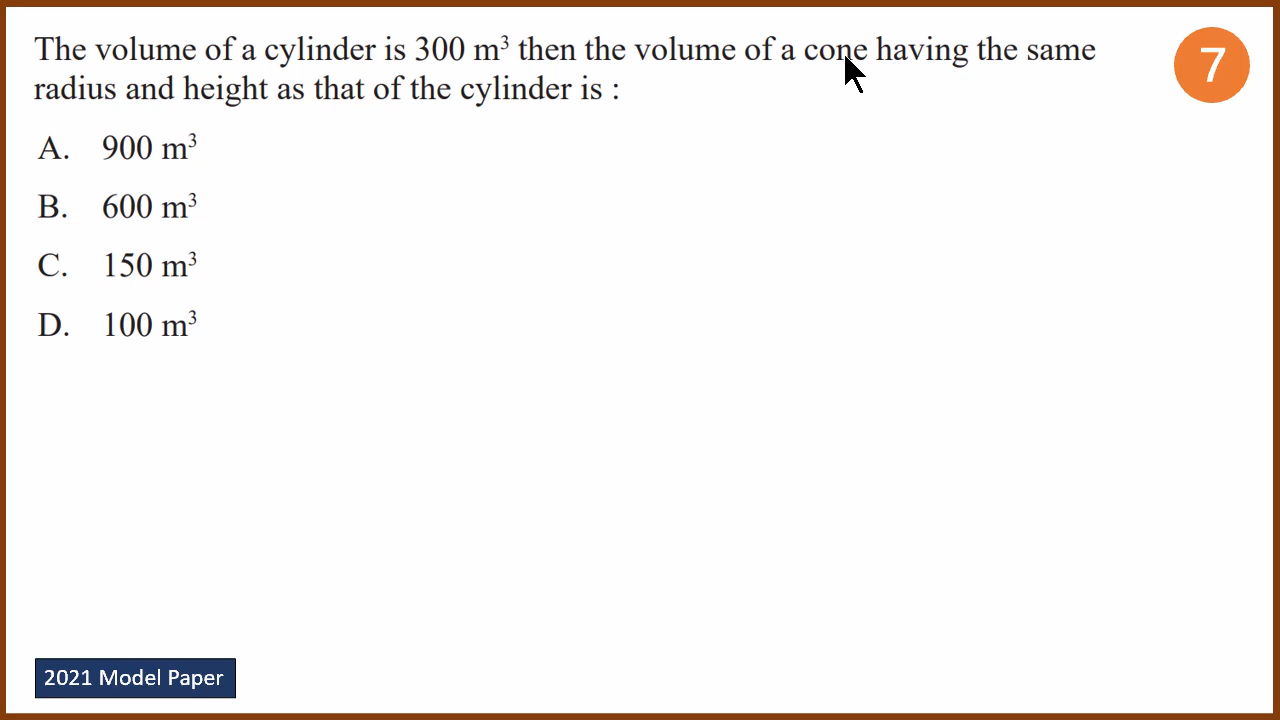 The volume of a cylinder is 300 m³ then the volume of a cone having the same
7
radius and height as that of the cylinder is :
A. 900 m³
B. 600 m³
C. 150 m³
D. 100 m³
2021 Model Paper